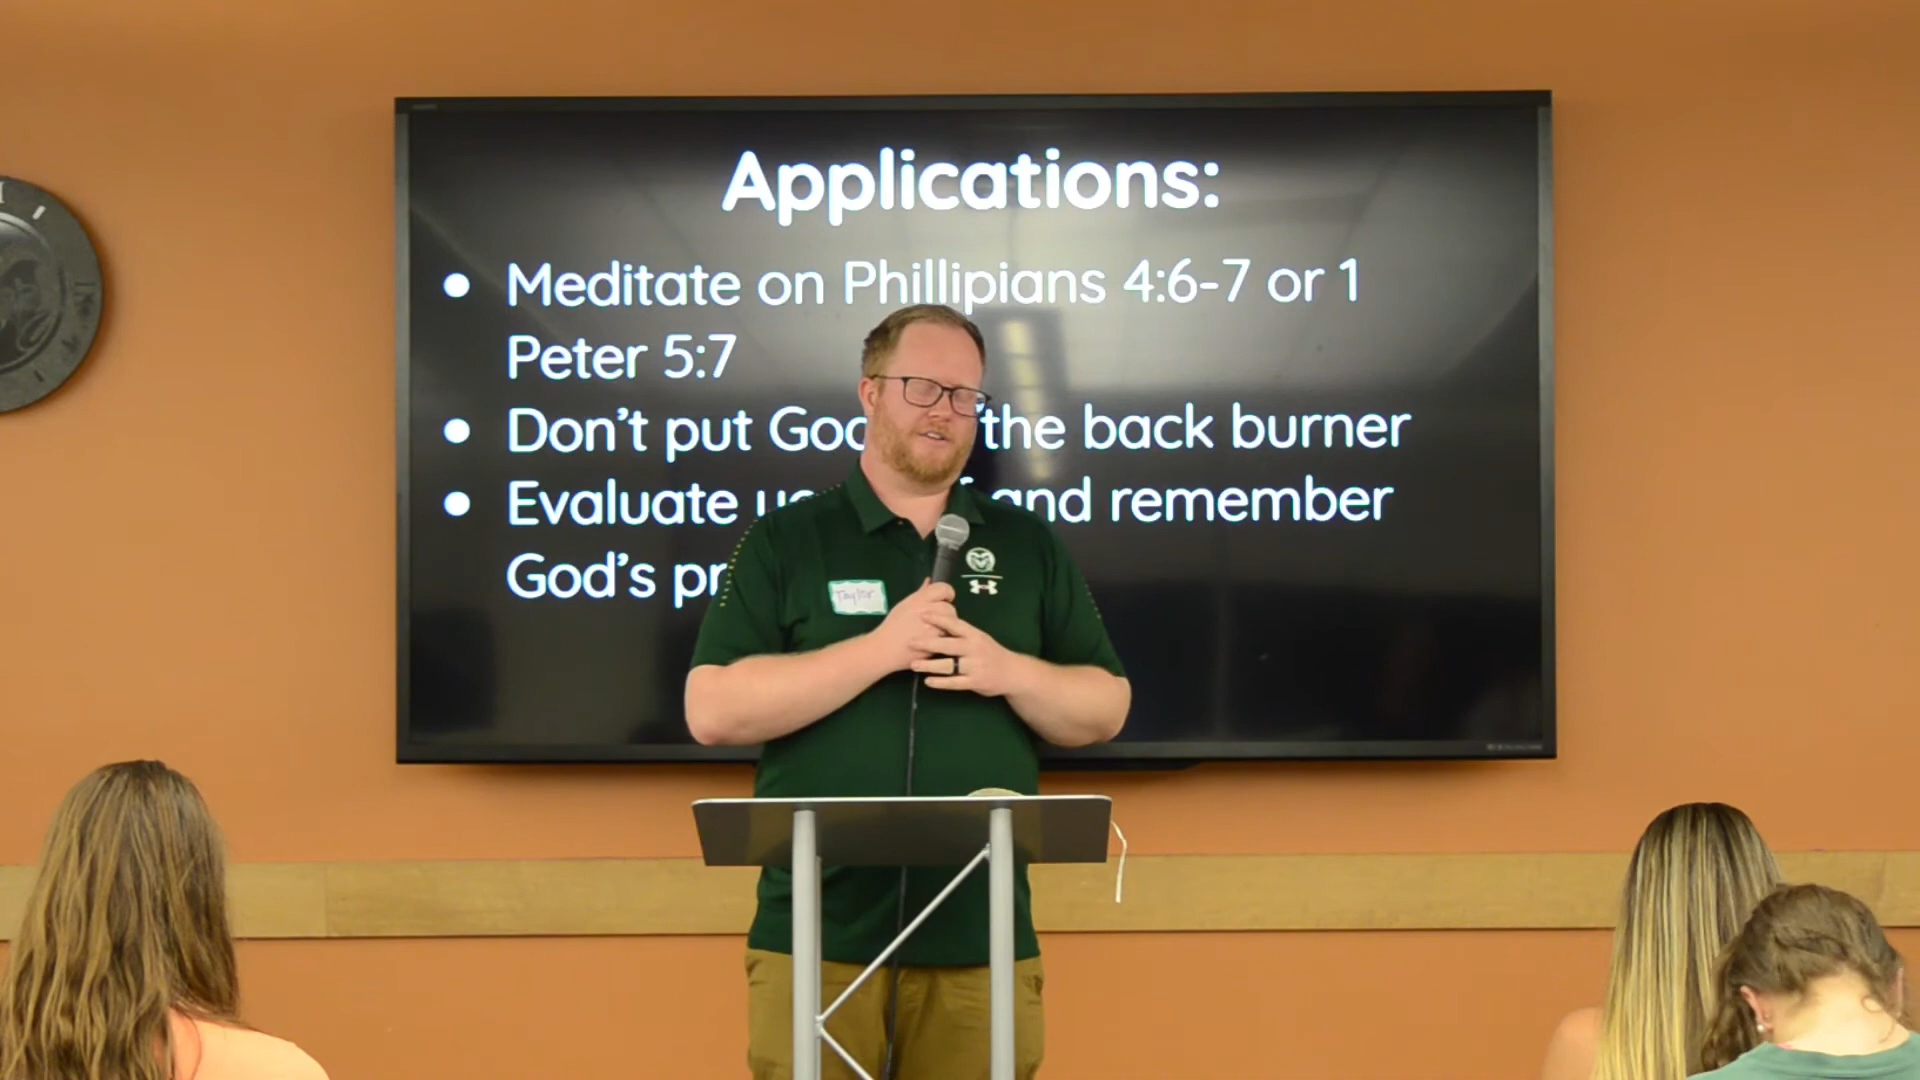 Applications:
• Meditate on Phillipians 4:6-7 or 1
Peter 5:7
• Don't put God the back burner
• Evaluate and remember
God's
Taylor